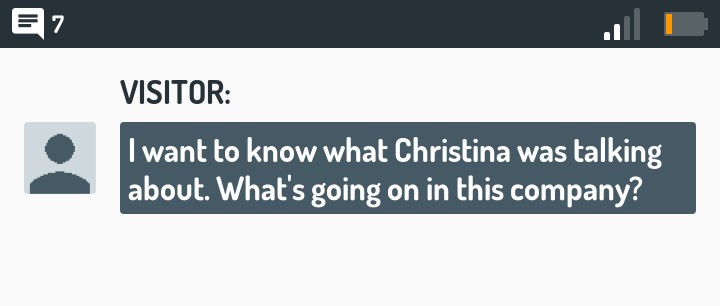 7
VISITOR:
I want to know what Christina was talking
about. What's going on in this company?